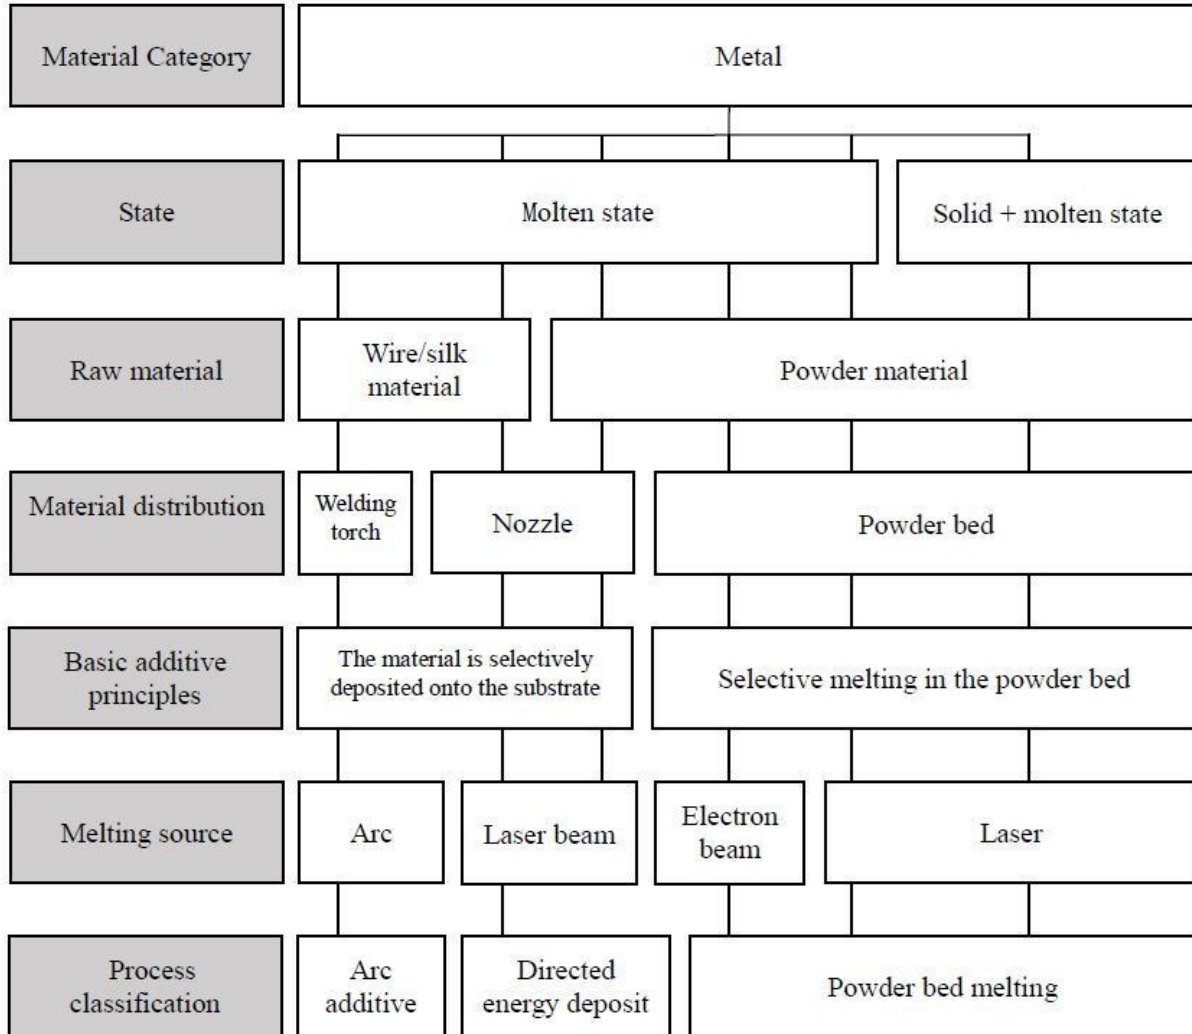 Material Category
Metal
State
Molten state
Solid + molten state
Raw material
Wire/silk
material
Powder material
Material distribution
Welding
torch
Nozzle
Powder bed
Basic additive
principles
The material is selectively
deposited onto the substrate
Selective melting in the powder bed
Melting source
Arc
Laser beam
Electron
beam
Laser
Process
classification
Arc
additive
Directed
energy deposit
Powder bed melting